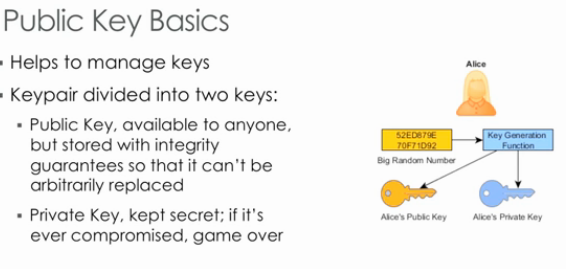 Public Key Basics
▪ Helps to manage keys
▪ Keypair divided into two keys:
▪ Public Key, available to anyone,
but stored with integrity
guarantees so that it can't be
arbitrarily replaced
▪ Private Key, kept secret; if it's
ever compromised, game over
Alice
52ED879E
70F71D92
Big Random Number
Key Generation
Function
Alice's Public Key
Alice's Private Key